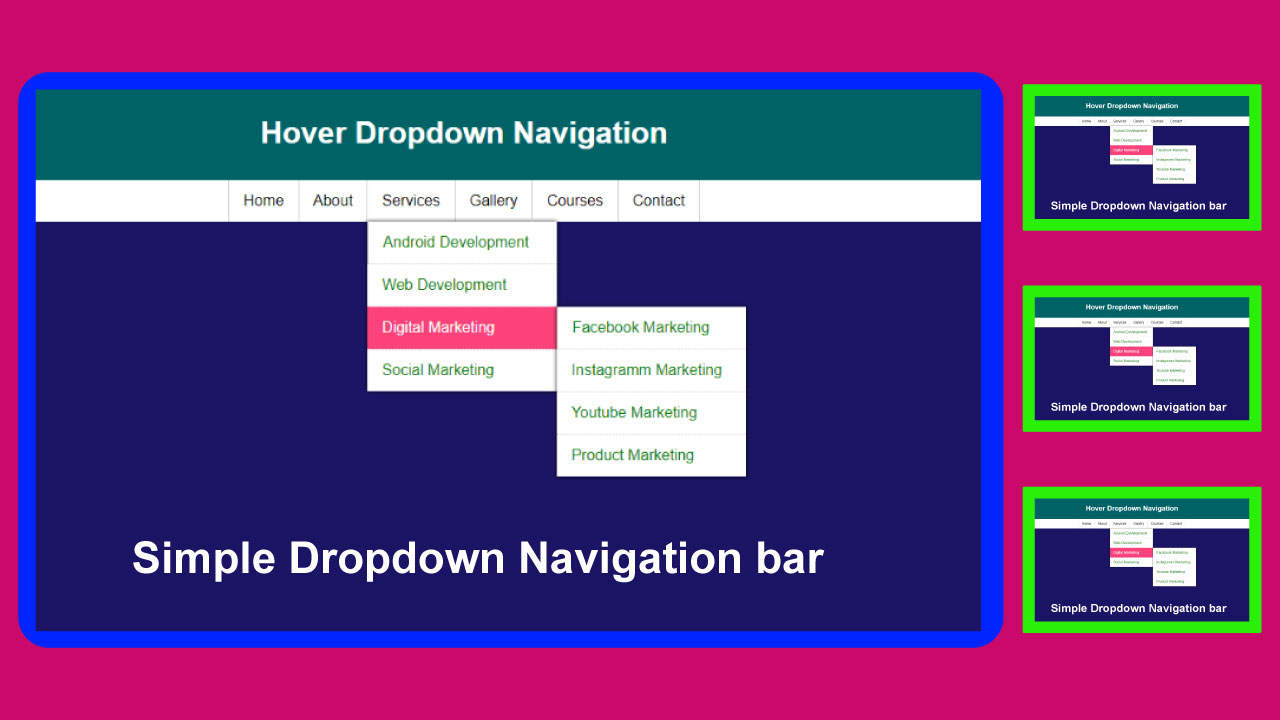 Hover Dropdown Navigation
Home About Services Gallery Courses Contact
Android Development
Web Development
Digital Marketing Facebook Marketing
Social Marketing Instagramm Marketing
Youtube Marketing
Product Marketing
Simple Dropdown Navigation bar
Hover Dropdown Navigation
Home About Services Gallery Courses Contact
Android Development
Web Development
Digital Marketing Facebook Marketing
Social Marketing Instagramm Marketing
Youtube Marketing
Product Marketing
Simple Dropdown Navigation bar
Hover Dropdown Navigation
Home About Services Gallery Courses Contact
Android Development
Web Development
Digital Marketing Facebook Marketing
Social Marketing Instagramm Marketing
Youtube Marketing
Product Marketing
Simple Dropdown Navigation bar
Hover Dropdown Navigation
Home About Services Gallery Courses Contact
Android Development
Web Development
Digital Marketing Facebook Marketing
Social Marketing Instagramm Marketing
Youtube Marketing
Product Marketing
Simple Dropdown Navigation bar